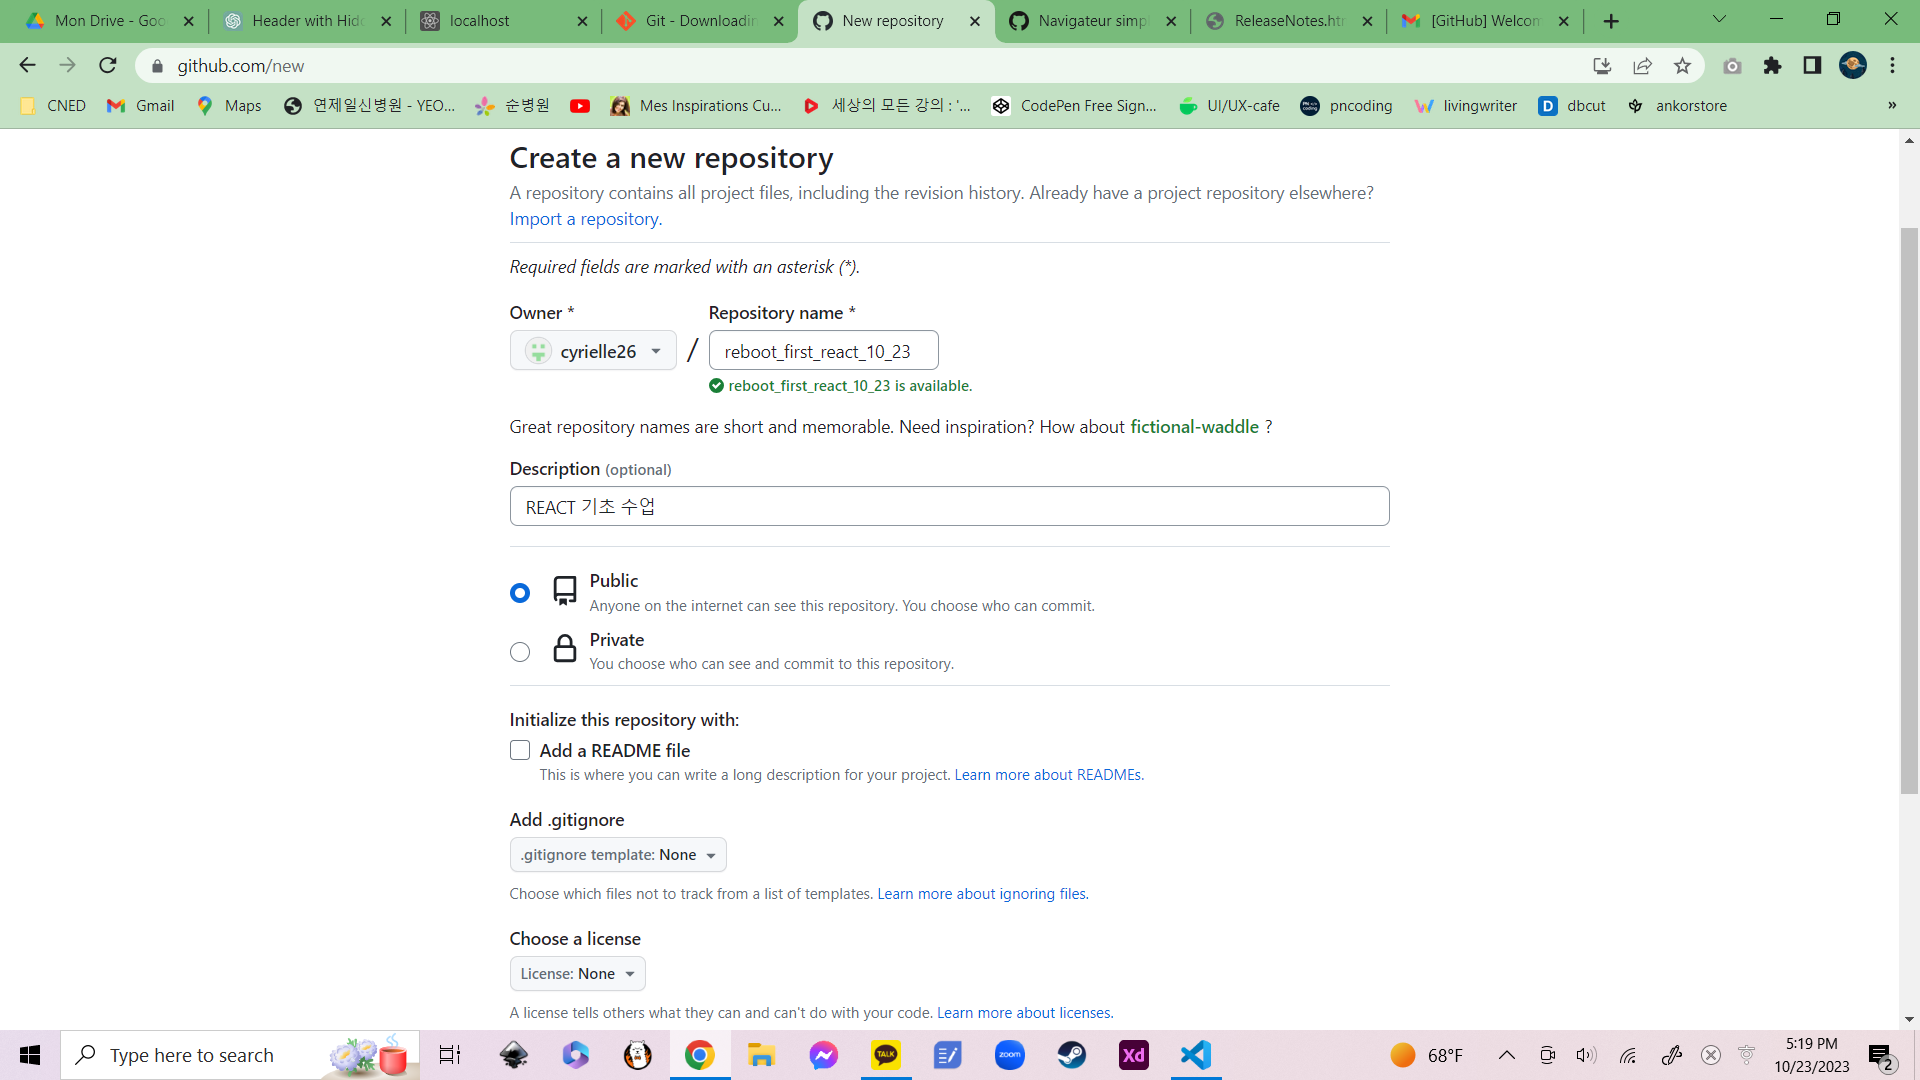 Mon Drive - Goo
Header with Hid
localhost
Git - Downloadin
New repository
Navigateur simp
ReleaseNotes.htm
[GitHub] Welcom
github.com/new
CNED
Gmail
Maps
연제일신병원 - YEO...
순병원
Mes Inspirations Cu...
세상의 모든 강의 : '...
CodePen Free Sign...
UI/UX-cafe
pncoding
livingwriter
dbcut
ankorstore
»
Create a new repository
A repository contains all project files, including the revision history. Already have a project repository elsewhere?
Import a repository.
Required fields are marked with an asterisk (*).
Owner *
Repository name *
cyrielle26
/
reboot_first_react_10_23
reboot_first_react_10_23 is available.
Great repository names are short and memorable. Need inspiration? How about fictional-waddle ?
Description (optional)
REACT 기초 수업
Public
Anyone on the internet can see this repository. You choose who can commit.
Private
You choose who can see and commit to this repository.
Initialize this repository with:
Add a README file
This is where you can write a long description for your project. Learn more about READMEs.
Add .gitignore
.gitignore template: None
Choose which files not to track from a list of templates. Learn more about ignoring files.
Choose a license
License: None
A license tells others what they can and can't do with your code. Learn more about licenses.
Type here to search
TALK
zoom
Xd
68°F
5:19 PM
10/23/2023
2